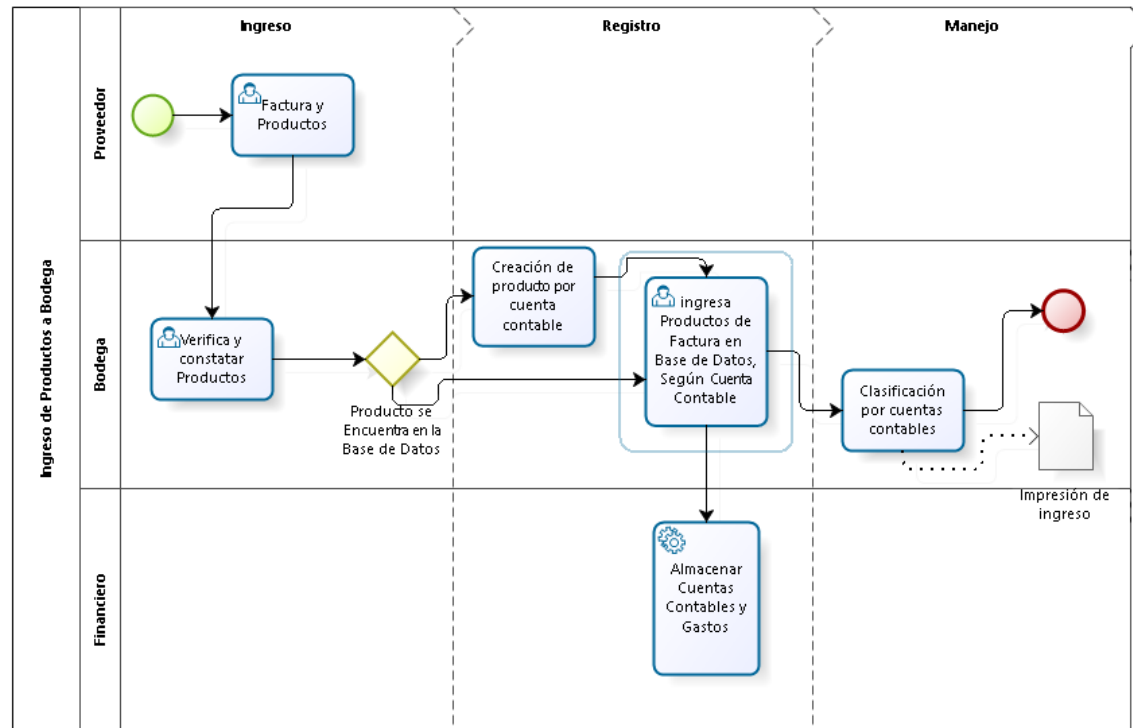 Ingreso
Registro
Manejo
Ingreso de Productos a Bodega
Proveedor
Factura y
Productos
Bodega
Verifica y
constatar
Productos
Producto se
Encuentra en la
Base de Datos
Creación de
producto por
cuenta
contable
ingresa
Productos de
Factura en
Base de Datos,
Según Cuenta
Contable
Clasificación
por cuentas
contables
Impresión de
ingreso
Financiero
Almacenar
Cuentas
Contables y
Gastos